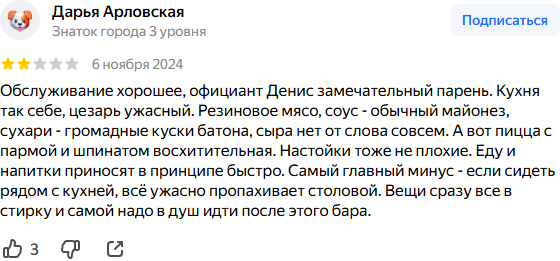 Дарья Арловская
Знаток города 3 уровня
Подписаться
6 ноября 2024
Обслуживание хорошее, официант Денис замечательный парень. Кухня
так себе, цезарь ужасный. Резиновое мясо, соус - обычный майонез,
сухари - громадные куски батона, сыра нет от слова совсем. А вот пицца с
пармой и шпинатом восхитительная. Настойки тоже не плохие. Еду и
напитки приносят в принципе быстро. Самый главный минус - если сидеть
рядом с кухней, всё ужасно пропахивает столовой. Вещи сразу все в
стирку и самой надо в душ идти после этого бара.
3